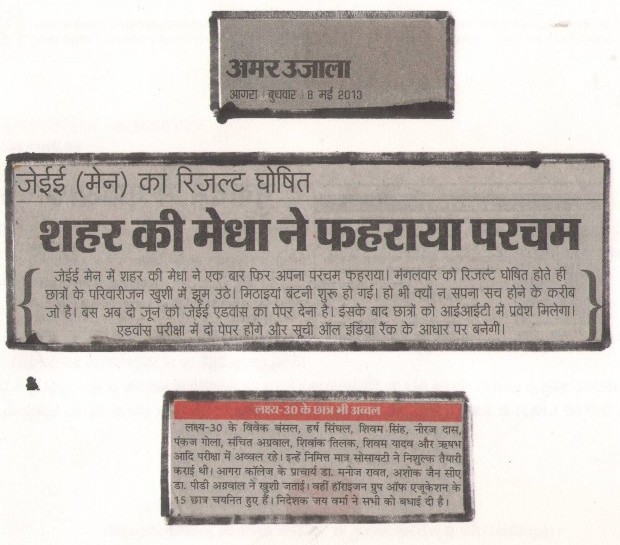 अमर उजाला
आगरा । बुधवार । 8 मई 2013
जेईई (मेन) का रिजल्ट घोषित
शहर की मेधा ने फहराया परचम
जेईई मेन में शहर की मेधा ने एक बार फिर अपना परचम फहराया। मंगलवार को रिजल्ट घोषित होते ही
छात्रों के परिवारीजन खुशी में झूम उठे। मिठाइयां बंटनी शुरू हो गई। हो भी क्यों न सपना सच होने के करीब
जो है। बस अब दो जून को जेईई एडवांस का पेपर देना है। इसके बाद छात्रों को आईआईटी में प्रवेश मिलेगा।
एडवांस परीक्षा में दो पेपर होंगे और सूची ऑल इंडिया रैंक के आधार पर बनेगी।
लक्ष्य-30 के छात्र भी अव्वल
लक्ष्य-30 के विवेक बंसल, हर्ष सिंघल, शिवम सिंह, नीरज दास,
पंकज गोला, संचित अग्रवाल, शिवांक तिलक, शिवम यादव और ऋषभ
आदि परीक्षा में अव्वल रहे। इन्हें निमित्त मात्र सोसायटी ने निशुल्क तैयारी
कराई थी। आगरा कॉलेज के प्राचार्य डा. मनोज रावत, अशोक जैन सीए
डा. पीडी अग्रवाल ने खुशी जताई। वहीं हॉराइजन ग्रुप ऑफ एजूकेशन के
15 छात्र चयनित हुए हैं। निदेशक जय वर्मा ने सभी को बधाई दी है।